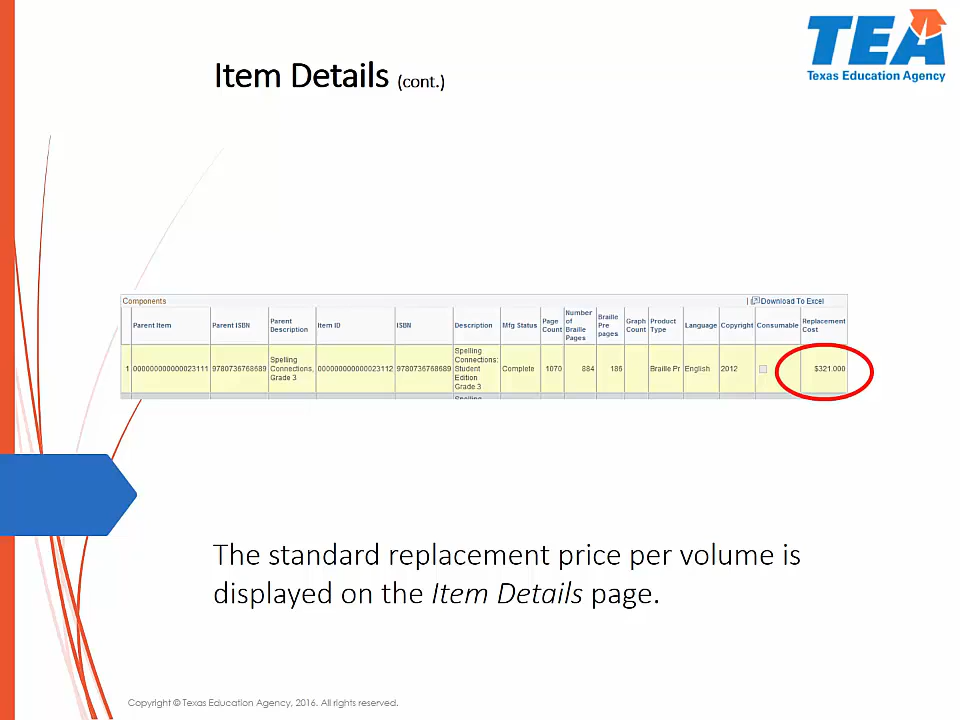 TEA
Texas Education Agency
Item Details (cont.)
Components
Download To Excel
Parent Item Parent ISBN Parent Description Item ID ISBN Description Mfg Status Page Count Number of Braille Pages Braille Pre pages Graph Count Product Type Language Copyright Consumable Replacement Cost
1 000000000000023111 9780736768689 Spelling Connections, Grade 3 000000000000023112 9780736768689 Spelling Connections: Student Edition Grade 3 Complete 1070 884 186 Braille Pr English 2012 $321.000
The standard replacement price per volume is
displayed on the Item Details page.
Copyright © Texas Education Agency, 2016. All rights reserved.